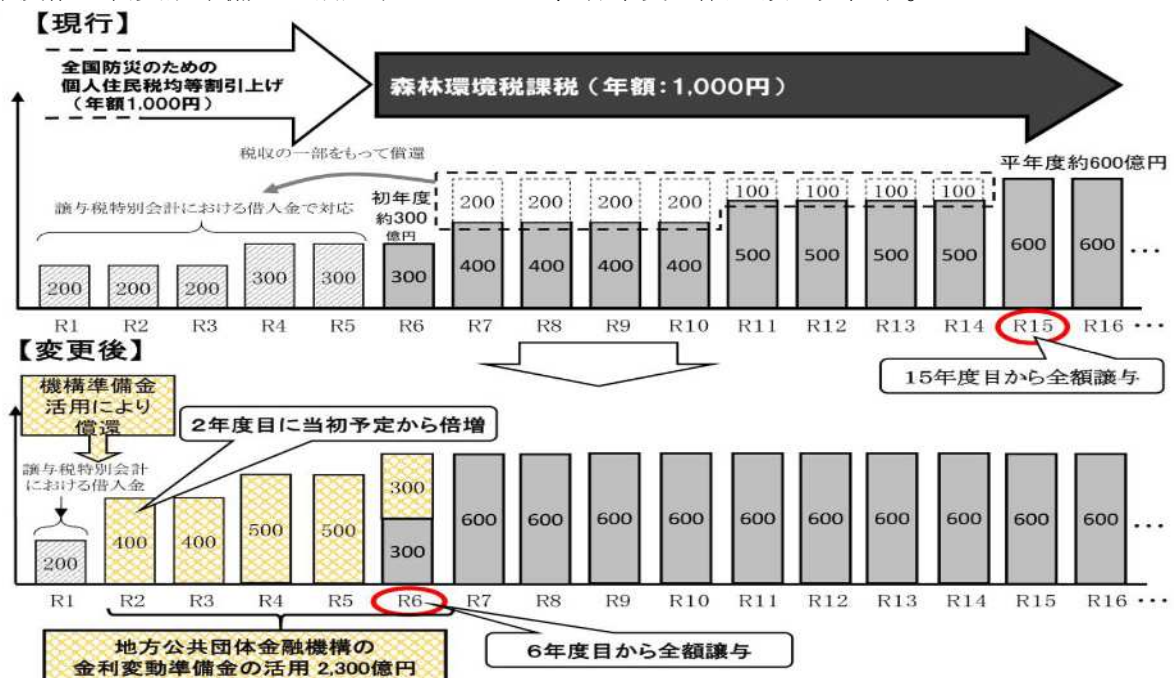 【現行】
全国防災のための
個人住民税均等割引上げ
（年額1,000円）
森林環境税課税（年額：1,000円）
税収の一部をもって償還
平年度約600億円
譲与税特別会計における借入金で対応
初年度
約300
億円
200 200 200 200 100 100 100 100
200 200 200 300 300 300 400 400 400 400 500 500 500 500 600 600 ･･･
R1 R2 R3 R4 R5 R6 R7 R8 R9 R10 R11 R12 R13 R14 R15 R16 ･･･
15年度目から全額譲与
【変更後】
機構準備金
活用により
償還
2年度目に当初予定から倍増
譲与税特別会計
における借入金
300
200 400 400 500 500 300 600 600 600 600 600 600 600 600 600 600 ･･･
R1 R2 R3 R4 R5 R6 R7 R8 R9 R10 R11 R12 R13 R14 R15 R16 ･･･
6年度目から全額譲与
地方公共団体金融機構の
金利変動準備金の活用 2,300億円